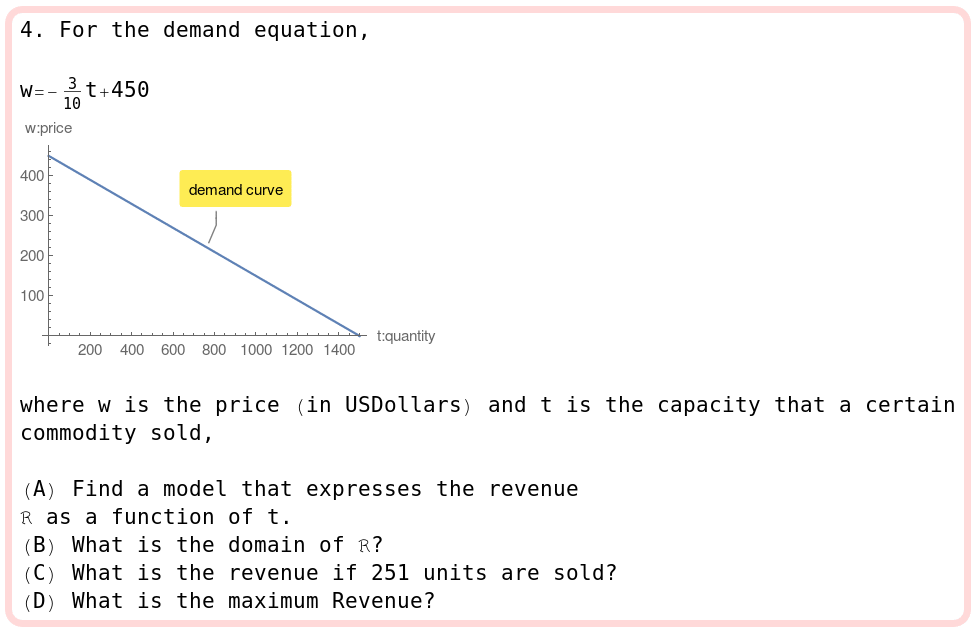 4. For the demand equation,
w=- 3/10 t+450
w:price
demand curve
400
300
200
100
200 400 600 800 1000 1200 1400
t:quantity
where w is the price (in USDollars) and t is the capacity that a certain
commodity sold,
(A) Find a model that expresses the revenue
ℛ as a function of t.
(B) What is the domain of ℛ?
(C) What is the revenue if 251 units are sold?
(D) What is the maximum Revenue?